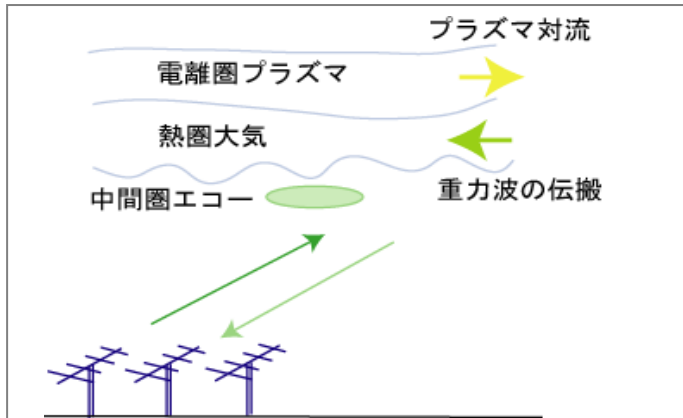 プラズマ対流
電離圏プラズマ
熱圏大気
中間圏エコー
重力波の伝搬